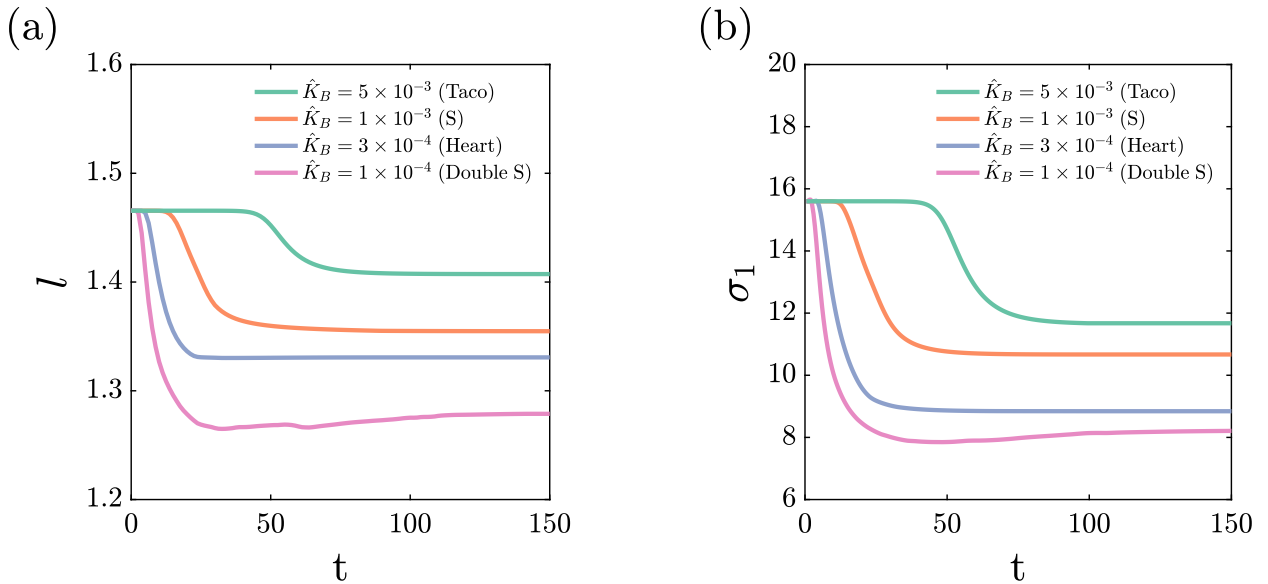 (a)
1.6
1.5
1.4
1.3
1.2
l
K̂_B = 5 × 10⁻³ (Taco)
K̂_B = 1 × 10⁻³ (S)
K̂_B = 3 × 10⁻⁴ (Heart)
K̂_B = 1 × 10⁻⁴ (Double S)
0 50 100 150
t
(b)
20
18
16
14
12
10
8
6
σ₁
K̂_B = 5 × 10⁻³ (Taco)
K̂_B = 1 × 10⁻³ (S)
K̂_B = 3 × 10⁻⁴ (Heart)
K̂_B = 1 × 10⁻⁴ (Double S)
0 50 100 150
t